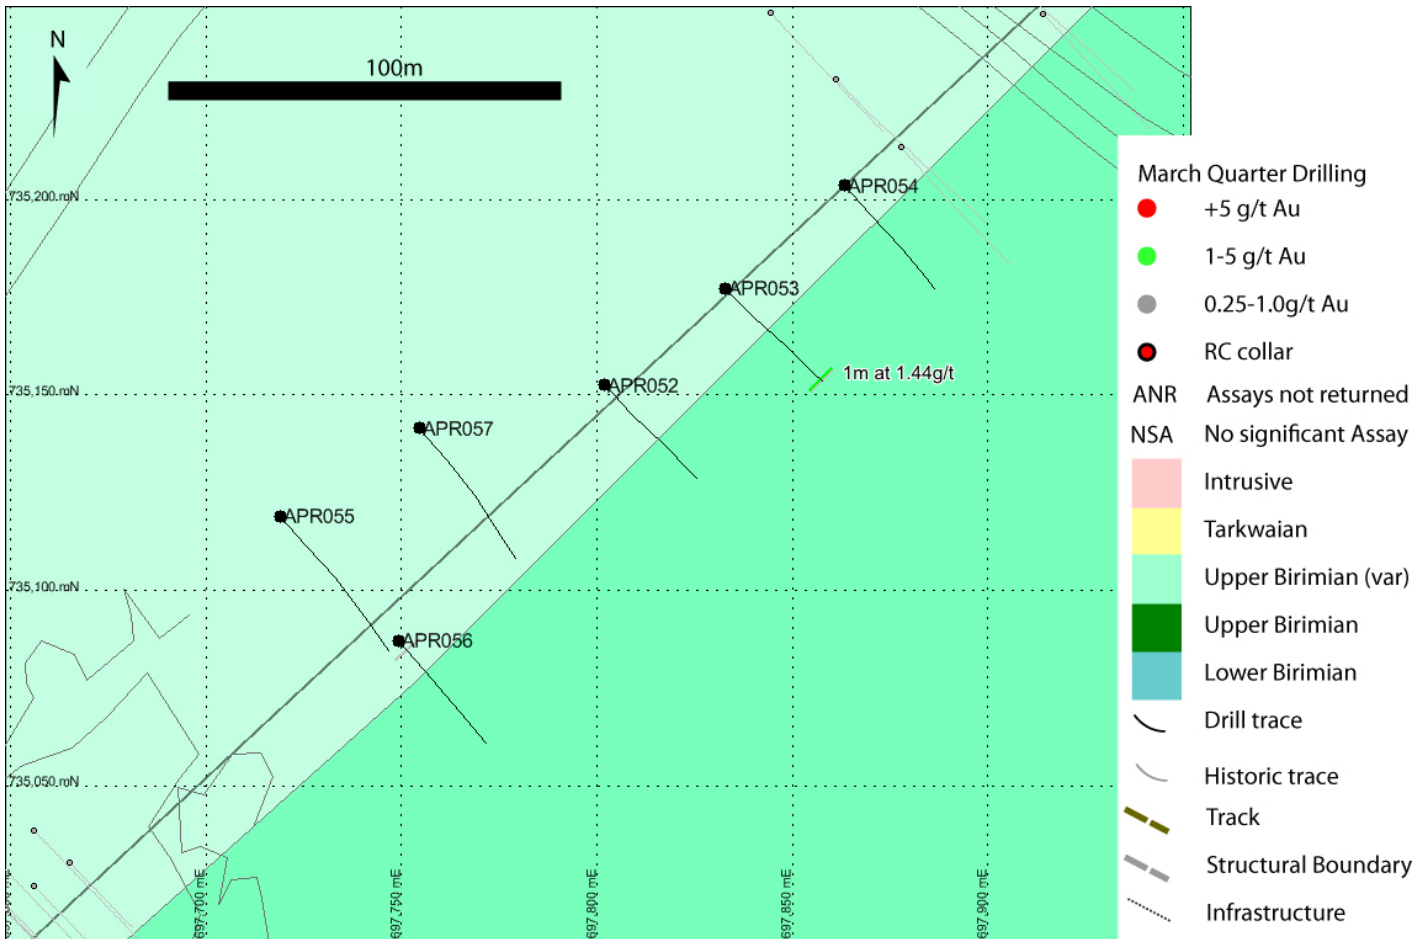 N
100m
735,200.mN
735,150.mN
735,100.mN
735,050.mN
APR054
APR053
1m at 1.44g/t
APR052
APR057
APR055
APR056
697,700 mE
697,750 mE
697,800 mE
697,850 mE
697,900 mE
March Quarter Drilling
+5 g/t Au
1-5 g/t Au
0.25-1.0g/t Au
RC collar
ANR Assays not returned
NSA No significant Assay
Intrusive
Tarkwaian
Upper Birimian (var)
Upper Birimian
Lower Birimian
Drill trace
Historic trace
Track
Structural Boundary
Infrastructure